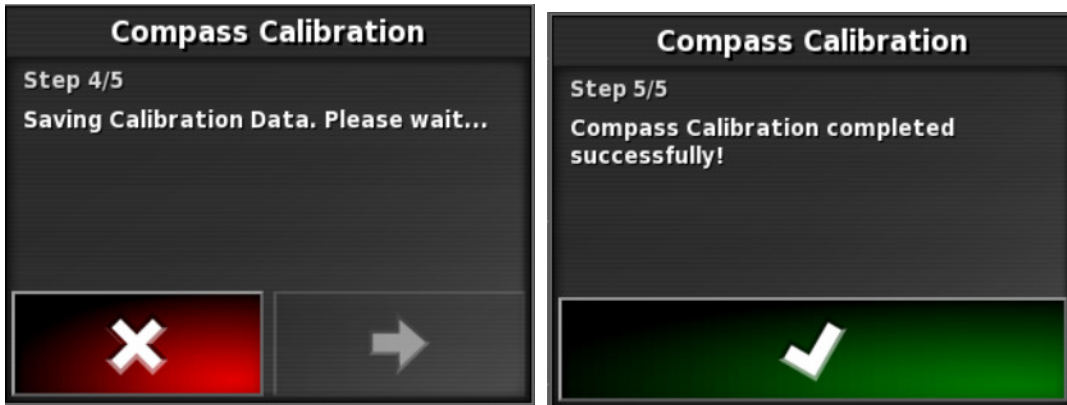 Compass Calibration
Step 4/5
Saving Calibration Data. Please wait...
Compass Calibration
Step 5/5
Compass Calibration completed
successfully!